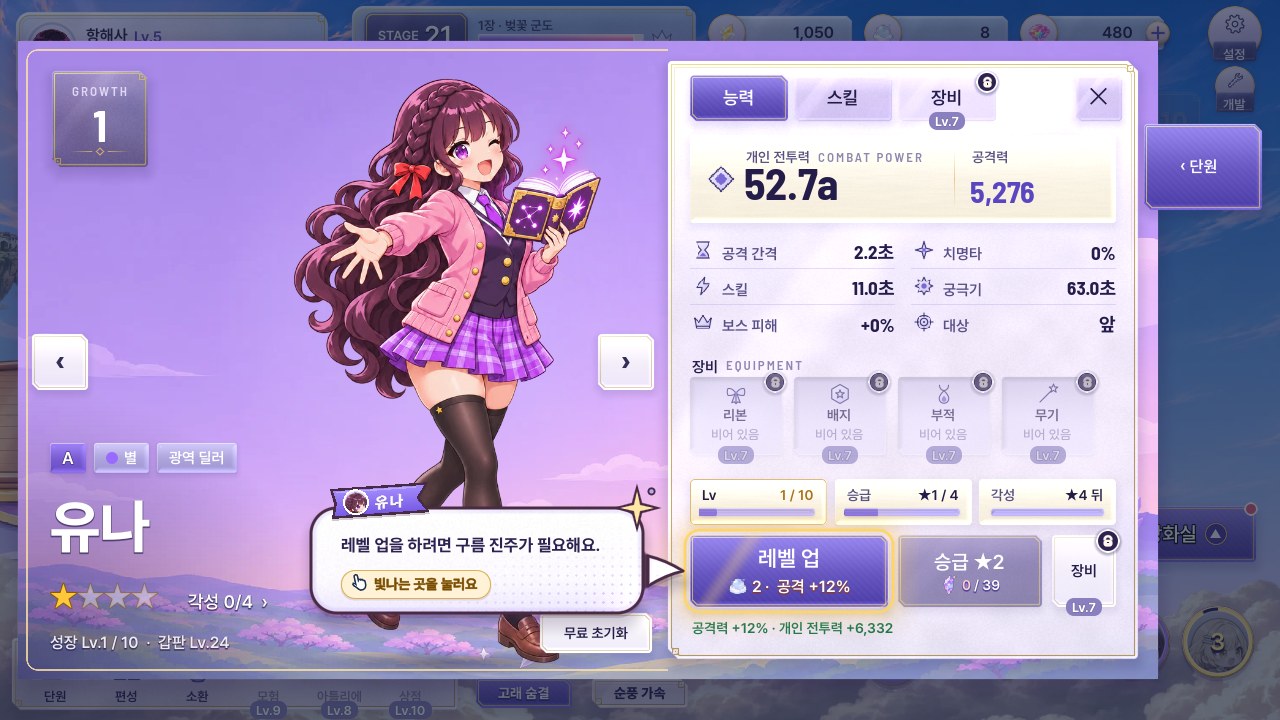 항해사 Lv.5
STAGE 21
1장 · 벚꽃 군도
1,050
8
480
설정
개발
‹ 단원
GROWTH
1
능력
스킬
장비
Lv.7
개인 전투력 COMBAT POWER
52.7a
공격력
5,276
공격 간격 2.2초
치명타 0%
스킬 11.0초
궁극기 63.0초
보스 피해 +0%
대상 앞
장비 EQUIPMENT
리본
비어 있음
Lv.7
배지
비어 있음
Lv.7
부적
비어 있음
Lv.7
무기
비어 있음
Lv.7
A
별
광역 딜러
유나
각성 0/4 ›
성장 Lv.1 / 10 · 갑판 Lv.24
유나
레벨 업을 하려면 구름 진주가 필요해요.
빛나는 곳을 눌러요
무료 초기화
Lv 1 / 10
승급 ★1 / 4
각성 ★4 뒤
레벨 업
2 · 공격 +12%
승급 ★2
0 / 39
장비
Lv.7
공격력 +12% · 개인 전투력 +6,332
화실
3
단원
편성
소환
모험
Lv.9
아틀리에
Lv.8
상점
Lv.10
고래 숨결
순풍 가속